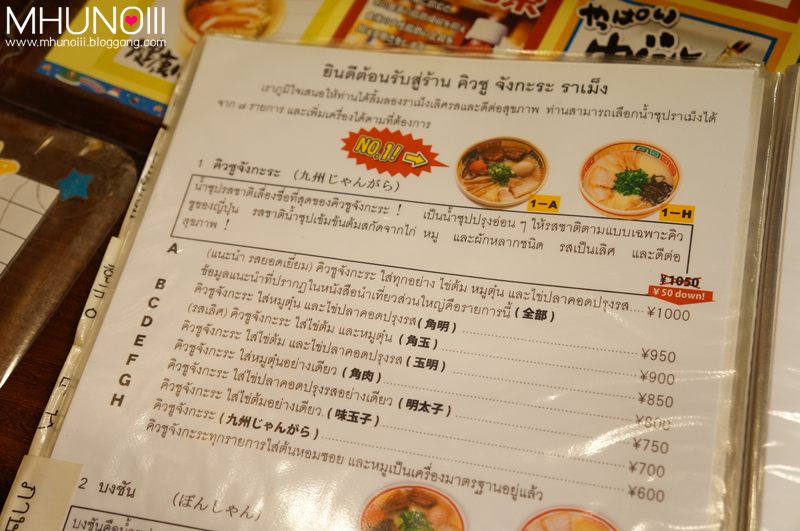 MHUNOIII
www.mhunoiii.bloggang.com
ยินดีต้อนรับสู่ร้าน คิวชู จังกะระ ราเม็ง
เราภูมิใจเสนอให้ท่านได้ลิ้มลองราเม็งเลิศรสและดีต่อสุขภาพ ท่านสามารถเลือกน้ำซุปราเม็งได้
จาก ๘ รายการ และเพิ่มเครื่องได้ตามที่ต้องการ
NO.1!
1 คิวชูจังกะระ (九州じゃんがら)
1-A
1-H
น้ำซุปรสชาติเลื่องชื่อที่สุดของคิวชูจังกะระ ! เป็นน้ำซุปปรุงอ่อน ๆ ให้รสชาติตามแบบเฉพาะคิว
ชูของญี่ปุ่น รสชาติน้ำซุปเข้มข้นต้มสกัดจากไก่ หมู และผักหลากชนิด รสเป็นเลิศ และดีต่อ
สุขภาพ !
A (แนะนำ รสยอดเยี่ยม) คิวชูจังกะระ ใส่ทุกอย่าง ไข่ต้ม หมูตุ๋น และไข่ปลาคอดปรุงรส.... ¥1050
¥50 down!
¥1000
ข้อมูลแนะนำที่ปรากฏในหนังสือนำเที่ยวส่วนใหญ่คือรายการนี้ (全部)
B คิวชูจังกะระ ใส่หมูตุ๋น และไข่ปลาคอดปรุงรส (角明) ¥950
C (รสเลิศ) คิวชูจังกะระ ใส่ไข่ต้ม และหมูตุ๋น (角玉) ¥900
D คิวชูจังกะระ ใส่ไข่ต้ม และไข่ปลาคอดปรุงรส (玉明) ¥850
E คิวชูจังกะระ ใส่หมูตุ๋นอย่างเดียว (角肉) ¥800
F คิวชูจังกะระ ใส่ไข่ปลาคอดปรุงรสอย่างเดียว (明太子) ¥750
G คิวชูจังกะระ ใส่ไข่ต้มอย่างเดียว (味玉子) ¥700
H คิวชูจังกะระ (九州じゃんがら) ¥600
คิวชูจังกะระทุกรายการใส่ต้นหอมซอย และหมูเป็นเครื่องมาตรฐานอยู่แล้ว
2 บงชัน (ぼんしゃん)